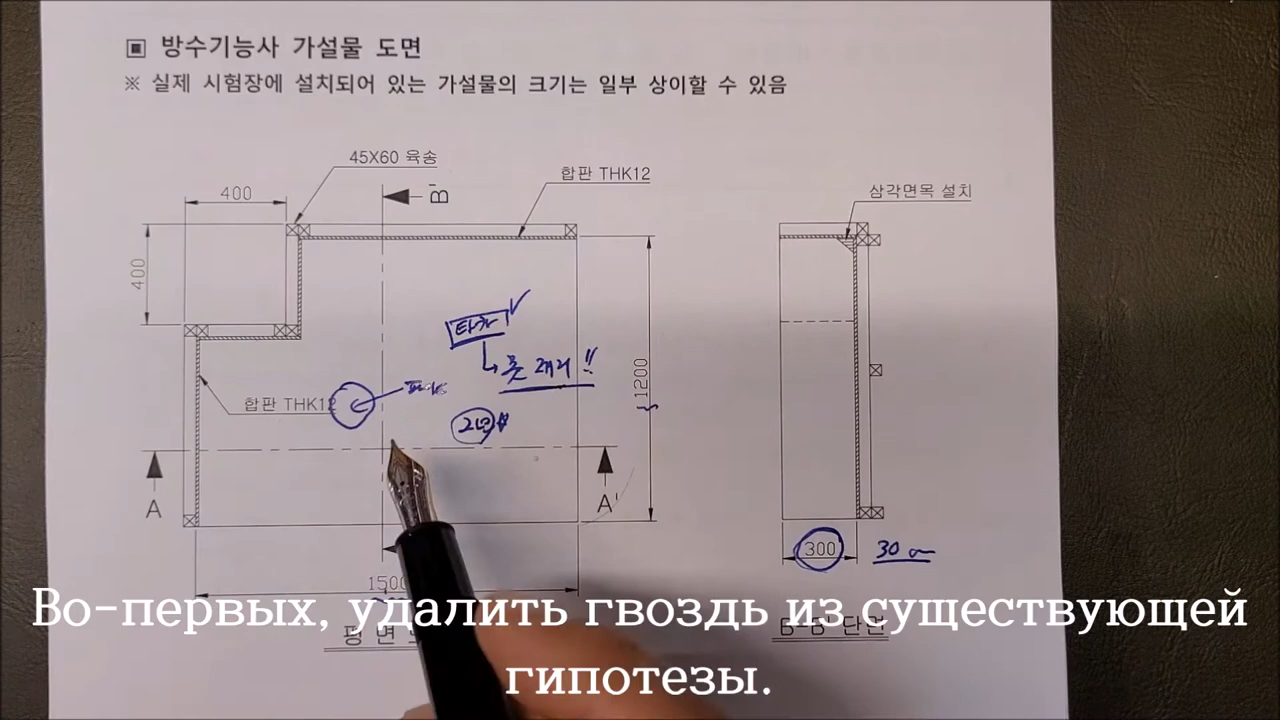 ▣ 방수기능사 가설물 도면
※ 실제 시험장에 설치되어 있는 가설물의 크기는 일부 상이할 수 있음
45X60 육송
합판 THK12
삼각면목 설치
400
B'
400
1200
합판 THK12
A
A'
300
30
1500
B-B' 단면
Во-первых, удалить гвоздь из существующей
гипотезы.